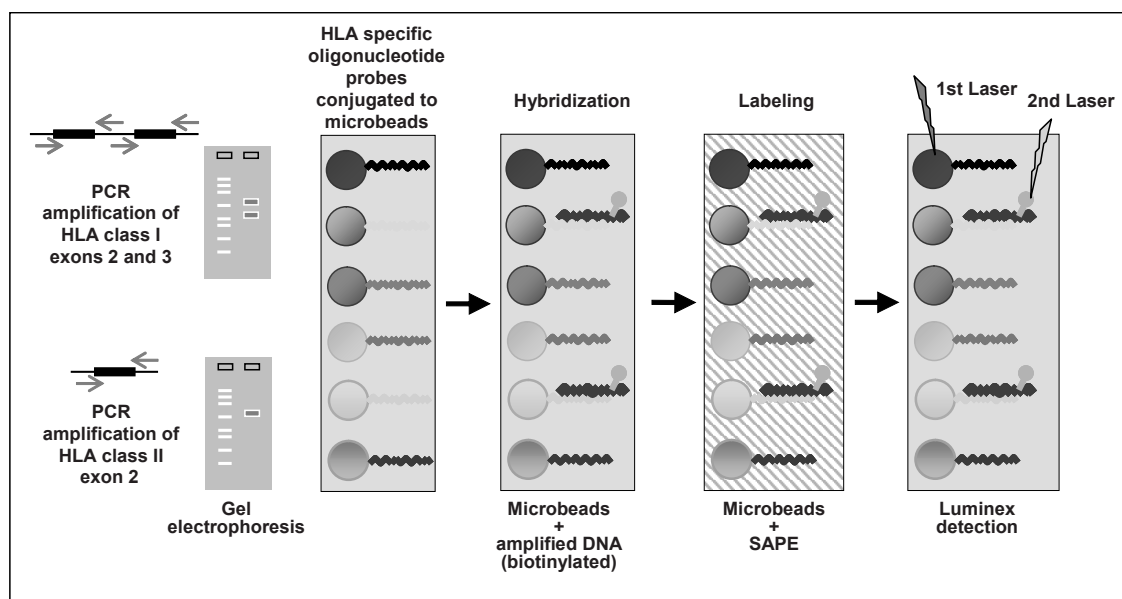 HLA specific
oligonucleotide
probes
conjugated to
microbeads
Hybridization
Labeling
1st Laser
2nd Laser
PCR
amplification of
HLA class I
exons 2 and 3
PCR
amplification of
HLA class II
exon 2
Gel
electrophoresis
Microbeads
+
amplified DNA
(biotinylated)
Microbeads
+
SAPE
Luminex
detection